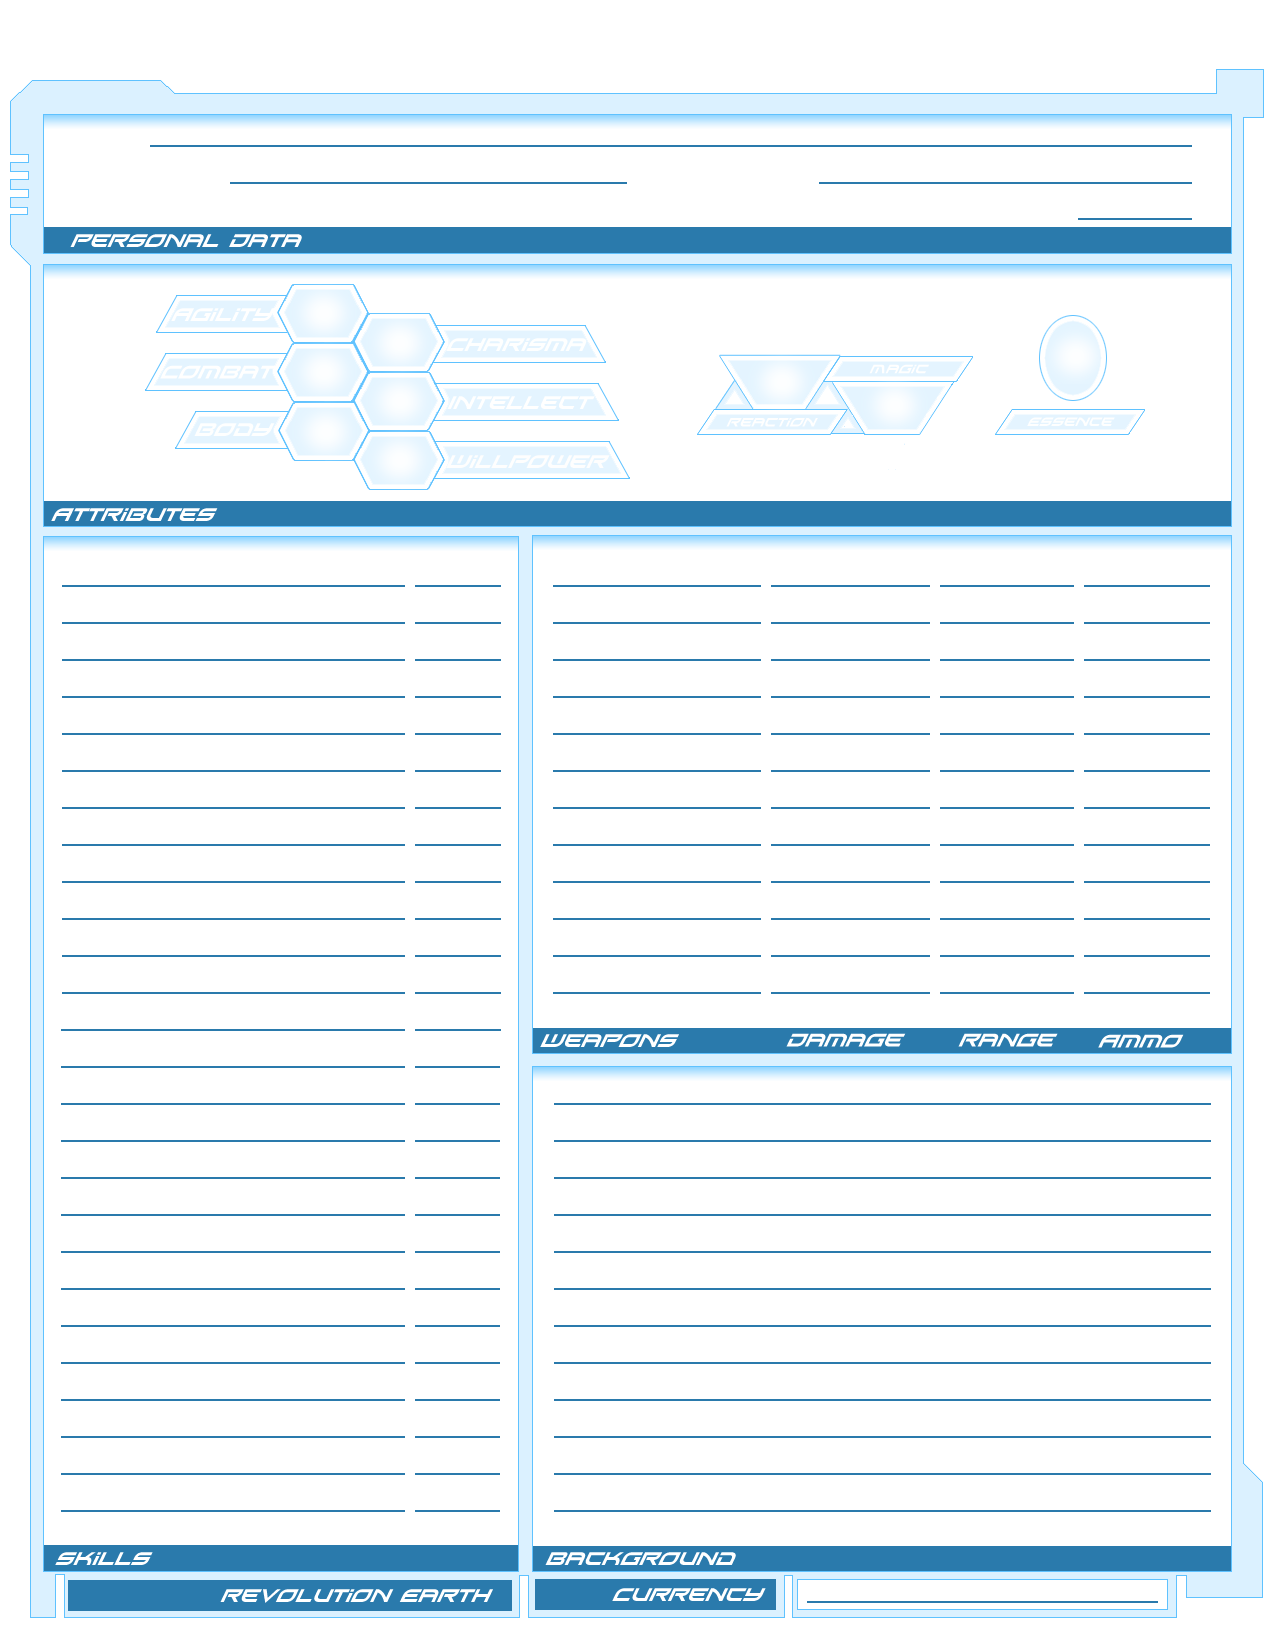 PERSONAL DATA
AGiLiTY
CHARiSMA
COMBAT
MAGIC
INTELLECT
REACTiON
ESSENCE
BODY
WiLLPOWER
ATTRiBUTES
WEAPONS DAMAGE RANGE AMMO
SKiLLS
BACKGROUND
REVOLUTiON EARTH
CURRENCY